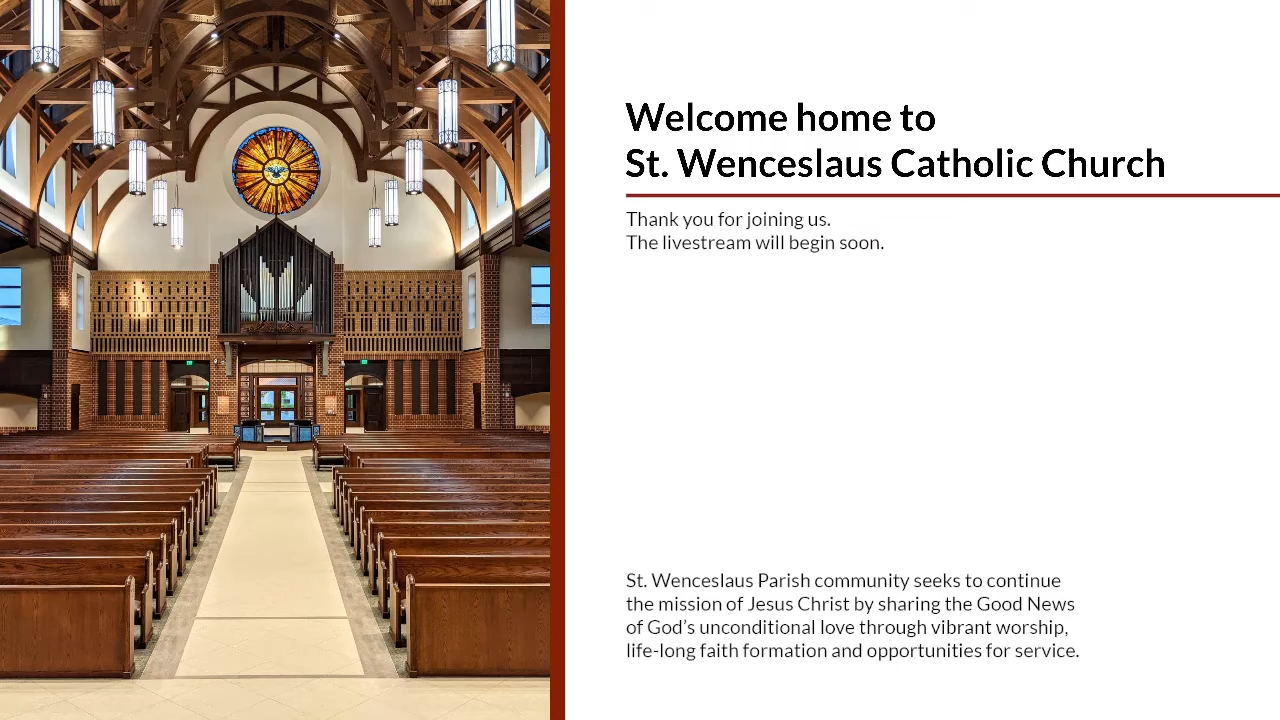 Welcome home to
St. Wenceslaus Catholic Church
Thank you for joining us.
The livestream will begin soon.
St. Wenceslaus Parish community seeks to continue
the mission of Jesus Christ by sharing the Good News
of God's unconditional love through vibrant worship,
life-long faith formation and opportunities for service.